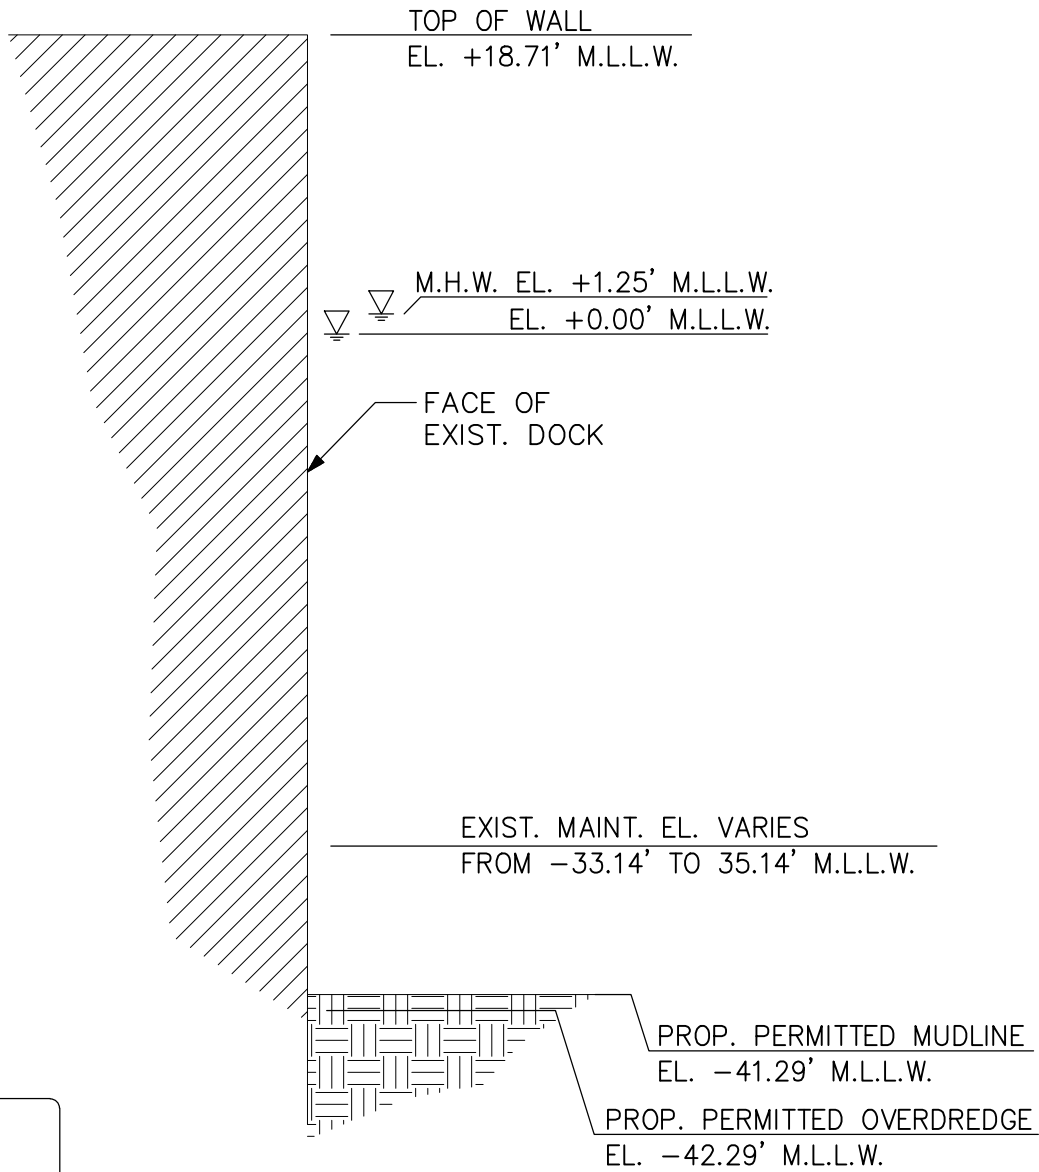 TOP OF WALL
EL. +18.71' M.L.L.W.
M.H.W. EL. +1.25' M.L.L.W.
EL. +0.00' M.L.L.W.
FACE OF
EXIST. DOCK
EXIST. MAINT. EL. VARIES
FROM -33.14' TO 35.14' M.L.L.W.
PROP. PERMITTED MUDLINE
EL. -41.29' M.L.L.W.
PROP. PERMITTED OVERDREDGE
EL. -42.29' M.L.L.W.